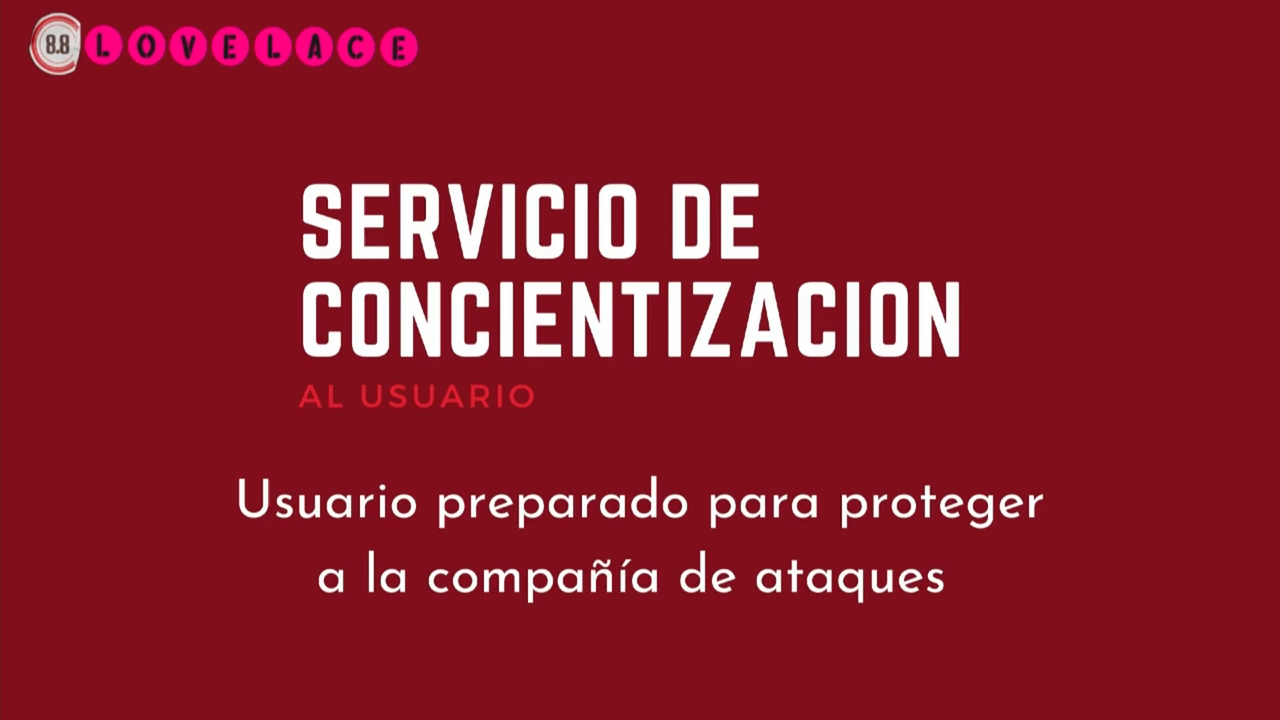 8.8 LOVELACE
SERVICIO DE
CONCIENTIZACION
AL USUARIO
Usuario preparado para proteger
a la compañía de ataques